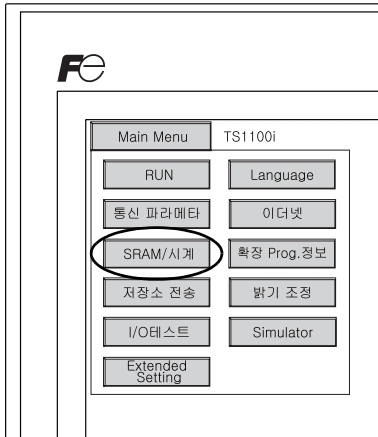 Fe
Main Menu TS1100i
RUN Language
통신 파라메타 이더넷
SRAM/시계 확장 Prog.정보
저장소 전송 밝기 조정
I/O테스트 Simulator
Extended
Setting